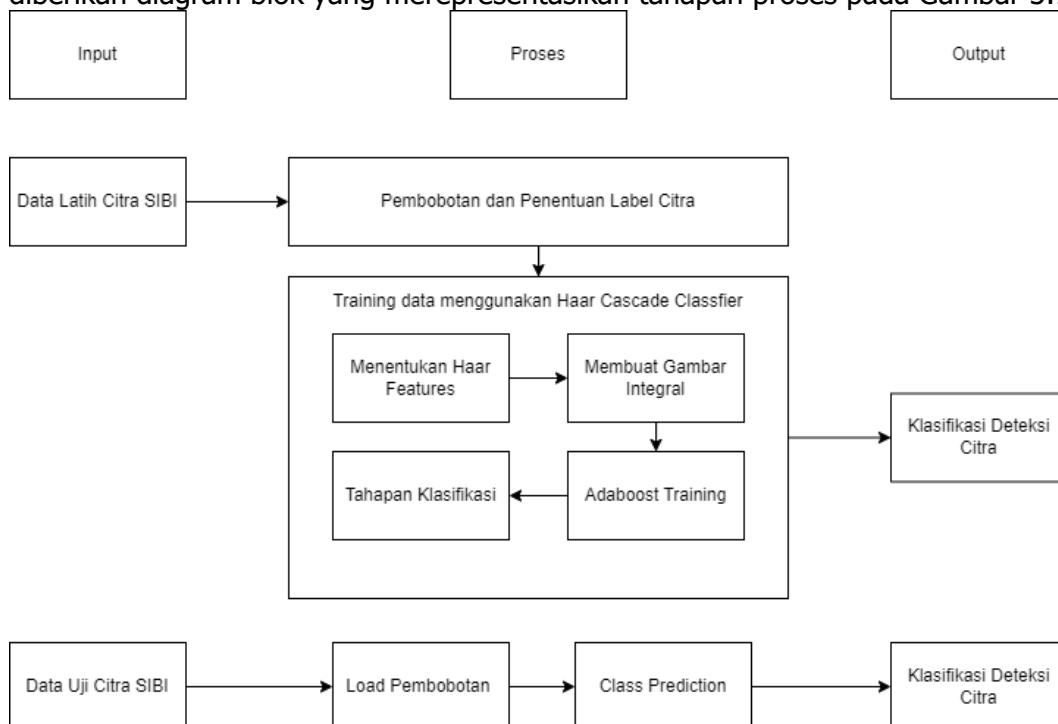 diberikan diagram blok yang merepresentasikan tahapan proses pada Gambar
Input
Proses
Output
Data Latih Citra SIBI
Pembobotan dan Penentuan Label Citra
Training data menggunakan Haar Cascade Classfier
Menentukan Haar
Features
Membuat Gambar
Integral
Klasifikasi Deteksi
Citra
Tahapan Klasifikasi
Adaboost Training
Data Uji Citra SIBI
Load Pembobotan
Class Prediction
Klasifikasi Deteksi
Citra